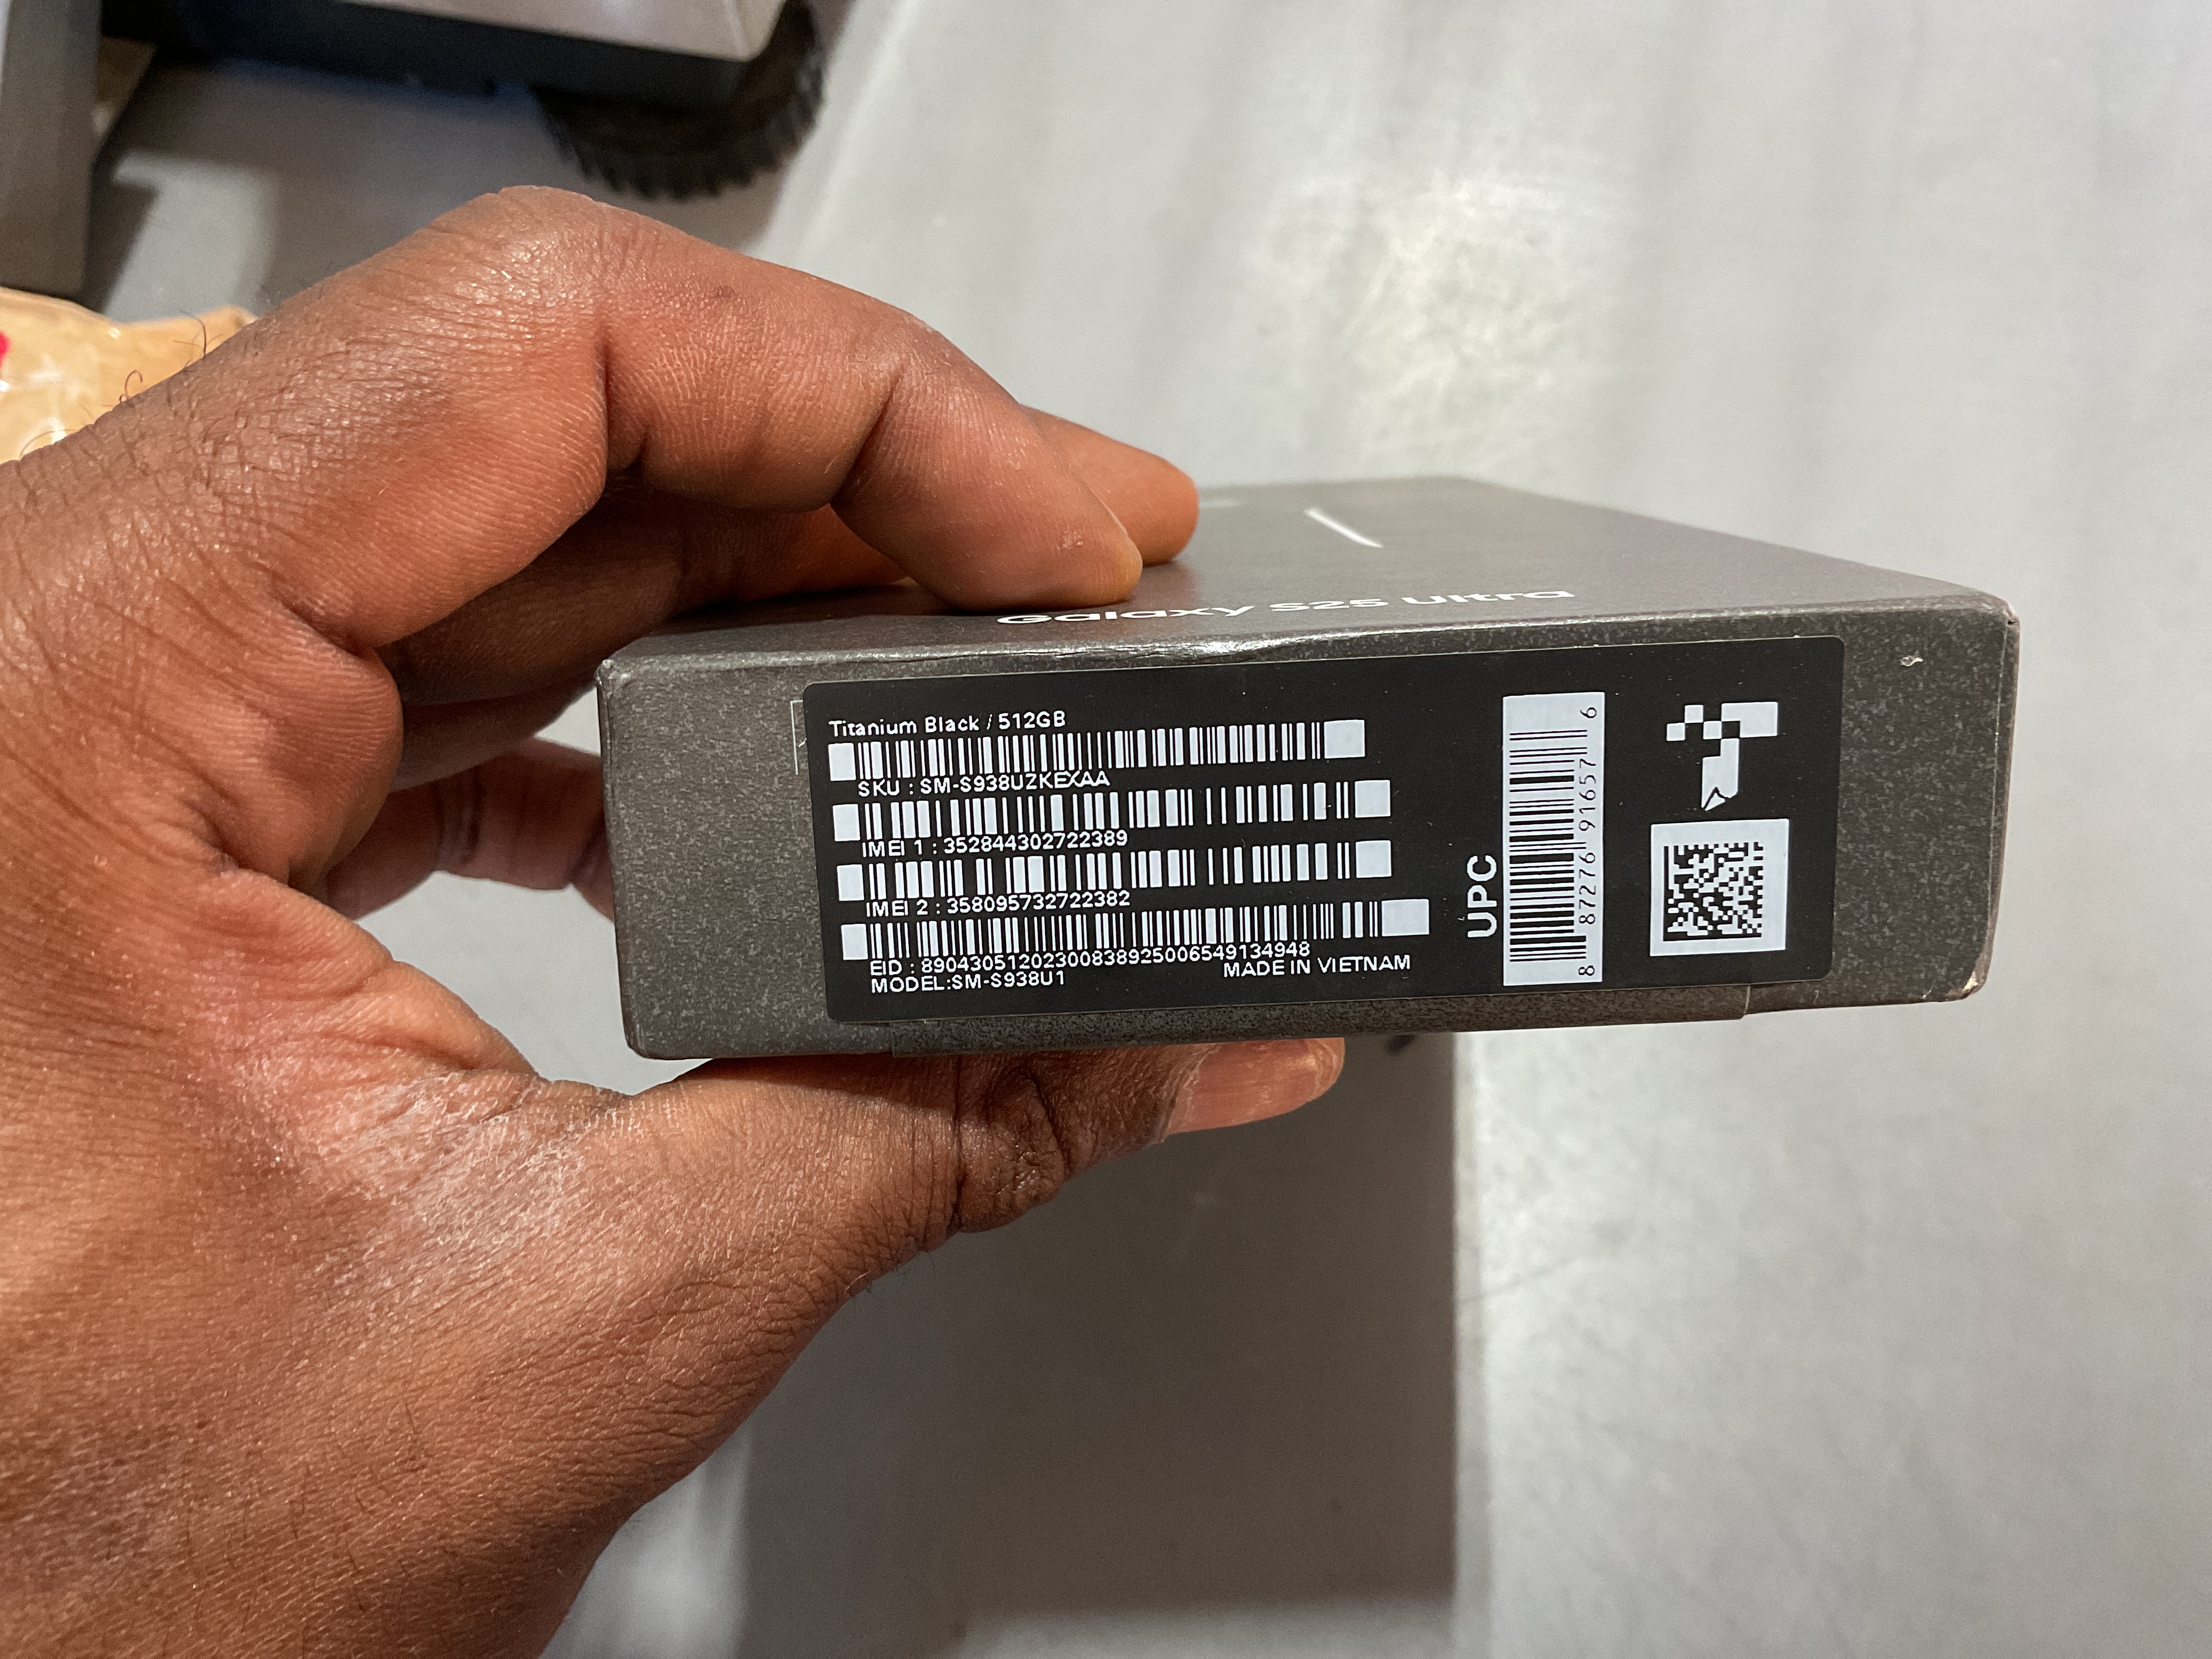 Galaxy S25 Ultra
Titanium Black / 512GB
SKU : SM-S938UZKEXAA
IMEI 1 : 352844302722389
IMEI 2 : 358095732722382
EID : 89043051202300838925006549134948
MODEL:SM-S938U1
MADE IN VIETNAM
UPC
8 87276 91657 6